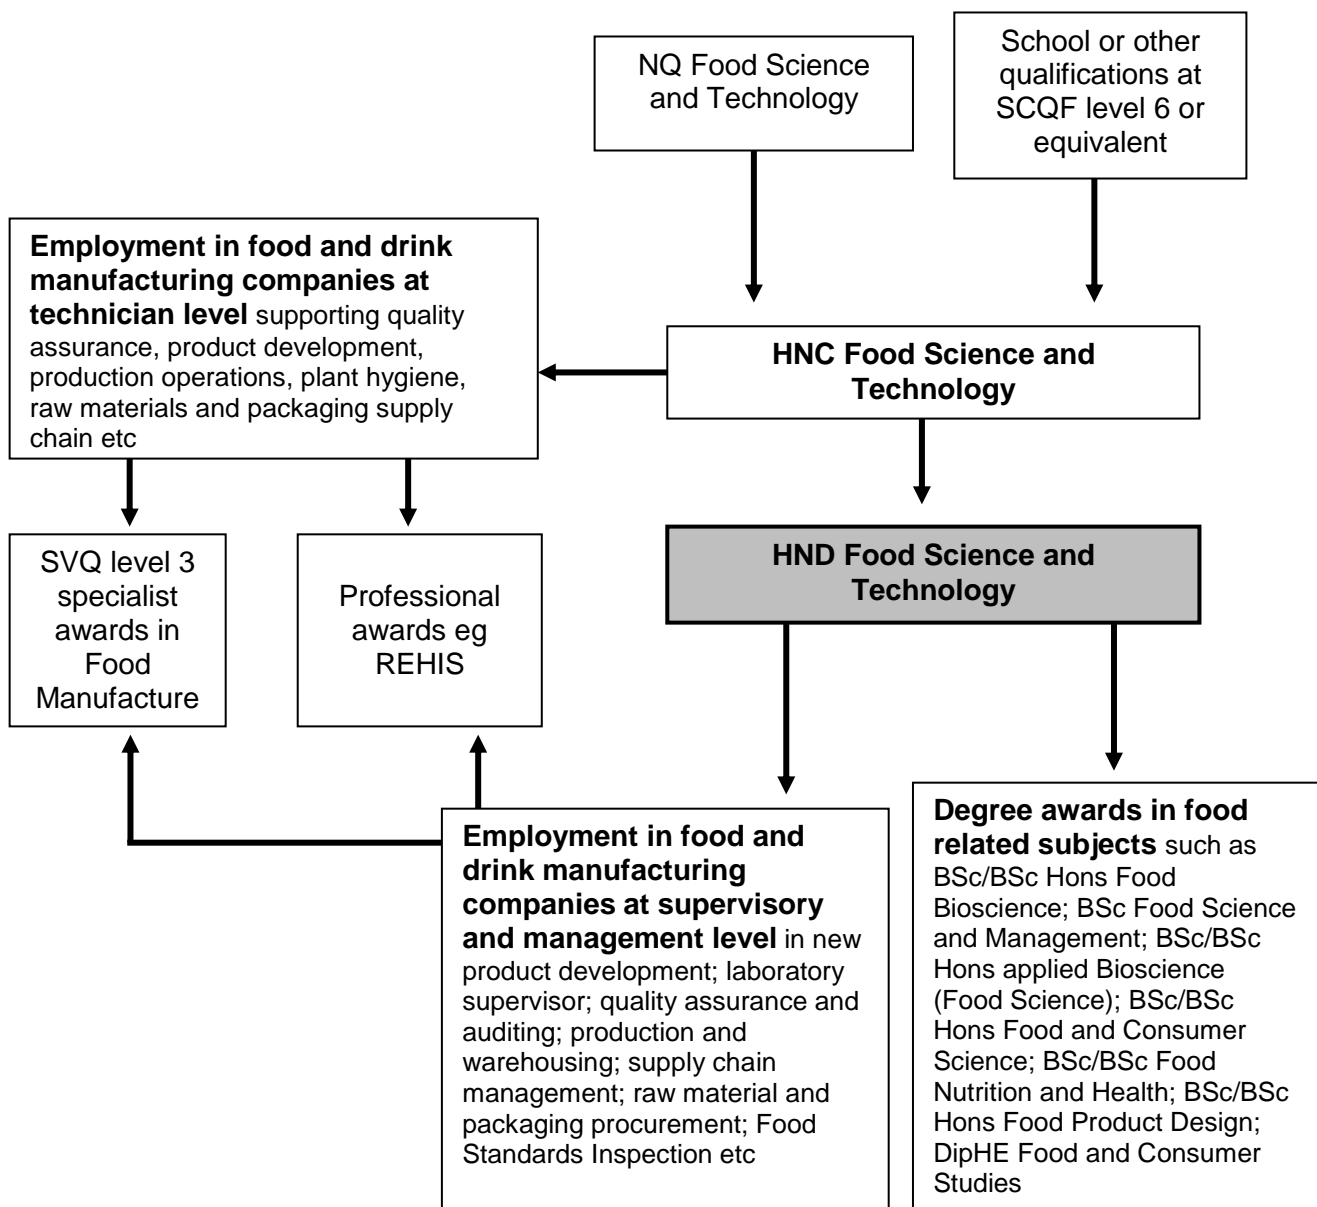 NQ Food Science
and Technology
School or other
qualifications at
SCQF level 6 or
equivalent
Employment in food and drink
manufacturing companies at
technician level supporting quality
assurance, product development,
production operations, plant hygiene,
raw materials and packaging supply
chain etc
HNC Food Science and
Technology
SVQ level 3
specialist
awards in
Food
Manufacture
Professional
awards eg
REHIS
HND Food Science and
Technology
Employment in food and
drink manufacturing
companies at supervisory
and management level in new
product development; laboratory
supervisor; quality assurance and
auditing; production and
warehousing; supply chain
management; raw material and
packaging procurement; Food
Standards Inspection etc
Degree awards in food
related subjects such as
BSc/BSc Hons Food
Bioscience; BSc Food Science
and Management; BSc/BSc
Hons applied Bioscience
(Food Science); BSc/BSc
Hons Food and Consumer
Science; BSc/BSc Food
Nutrition and Health; BSc/BSc
Hons Food Product Design;
DipHE Food and Consumer
Studies